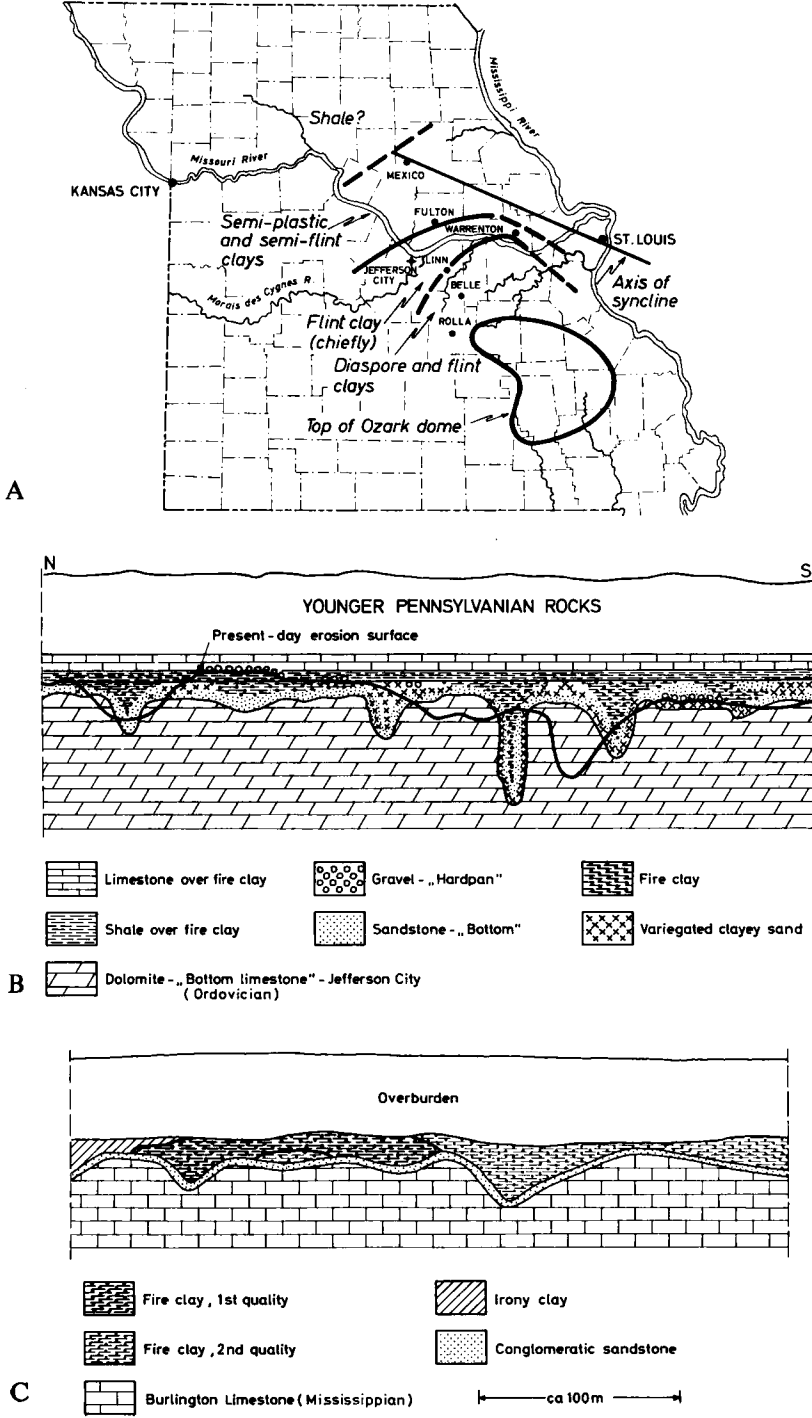 Mississippi River
Shale?
Missouri River
KANSAS CITY
MEXICO
FULTON
WARRENTON
ST. LOUIS
Semi-plastic
and semi-flint
clays
LINN
JEFFERSON
CITY
BELLE
Axis of
syncline
Marais des Cygnes R.
Flint clay
(chiefly)
ROLLA
Diaspore and flint
clays
Top of Ozark dome
A
N
S
YOUNGER PENNSYLVANIAN ROCKS
Present-day erosion surface
Limestone over fire clay
Gravel-„Hardpan"
Fire clay
Shale over fire clay
Sandstone-„Bottom"
Variegated clayey sand
B
Dolomite-„Bottom limestone"-Jefferson City
(Ordovician)
Overburden
Fire clay, 1st quality
Irony clay
Fire clay, 2nd quality
Conglomeratic sandstone
C
Burlington Limestone (Mississippian)
ca 100m